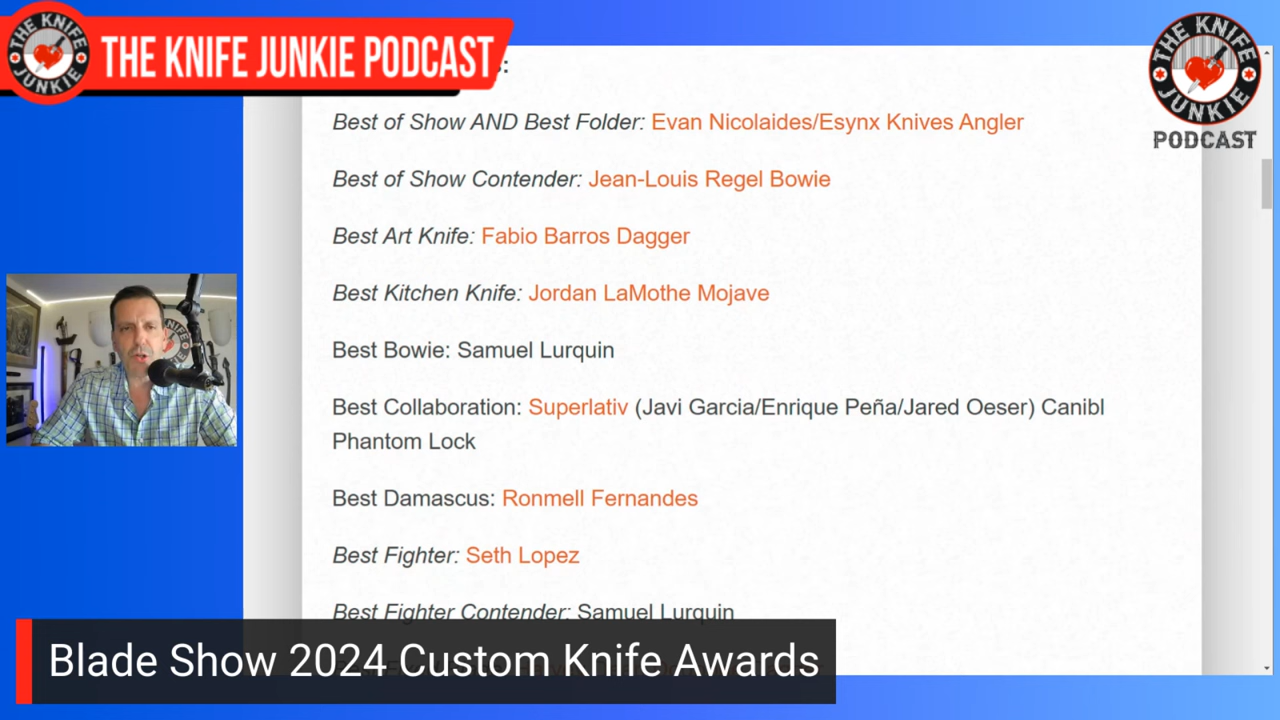 THE KNIFE JUNKIE
THE KNIFE JUNKIE PODCAST
THE KNIFE JUNKIE
PODCAST
Best of Show AND Best Folder: Evan Nicolaides/Esynx Knives Angler
Best of Show Contender: Jean-Louis Regel Bowie
Best Art Knife: Fabio Barros Dagger
Best Kitchen Knife: Jordan LaMothe Mojave
Best Bowie: Samuel Lurquin
Best Collaboration: Superlativ (Javi Garcia/Enrique Peña/Jared Oeser) Canibl
Phantom Lock
Best Damascus: Ronmell Fernandes
Best Fighter: Seth Lopez
Best Fighter Contender: Samuel Lurquin
Blade Show 2024 Custom Knife Awards